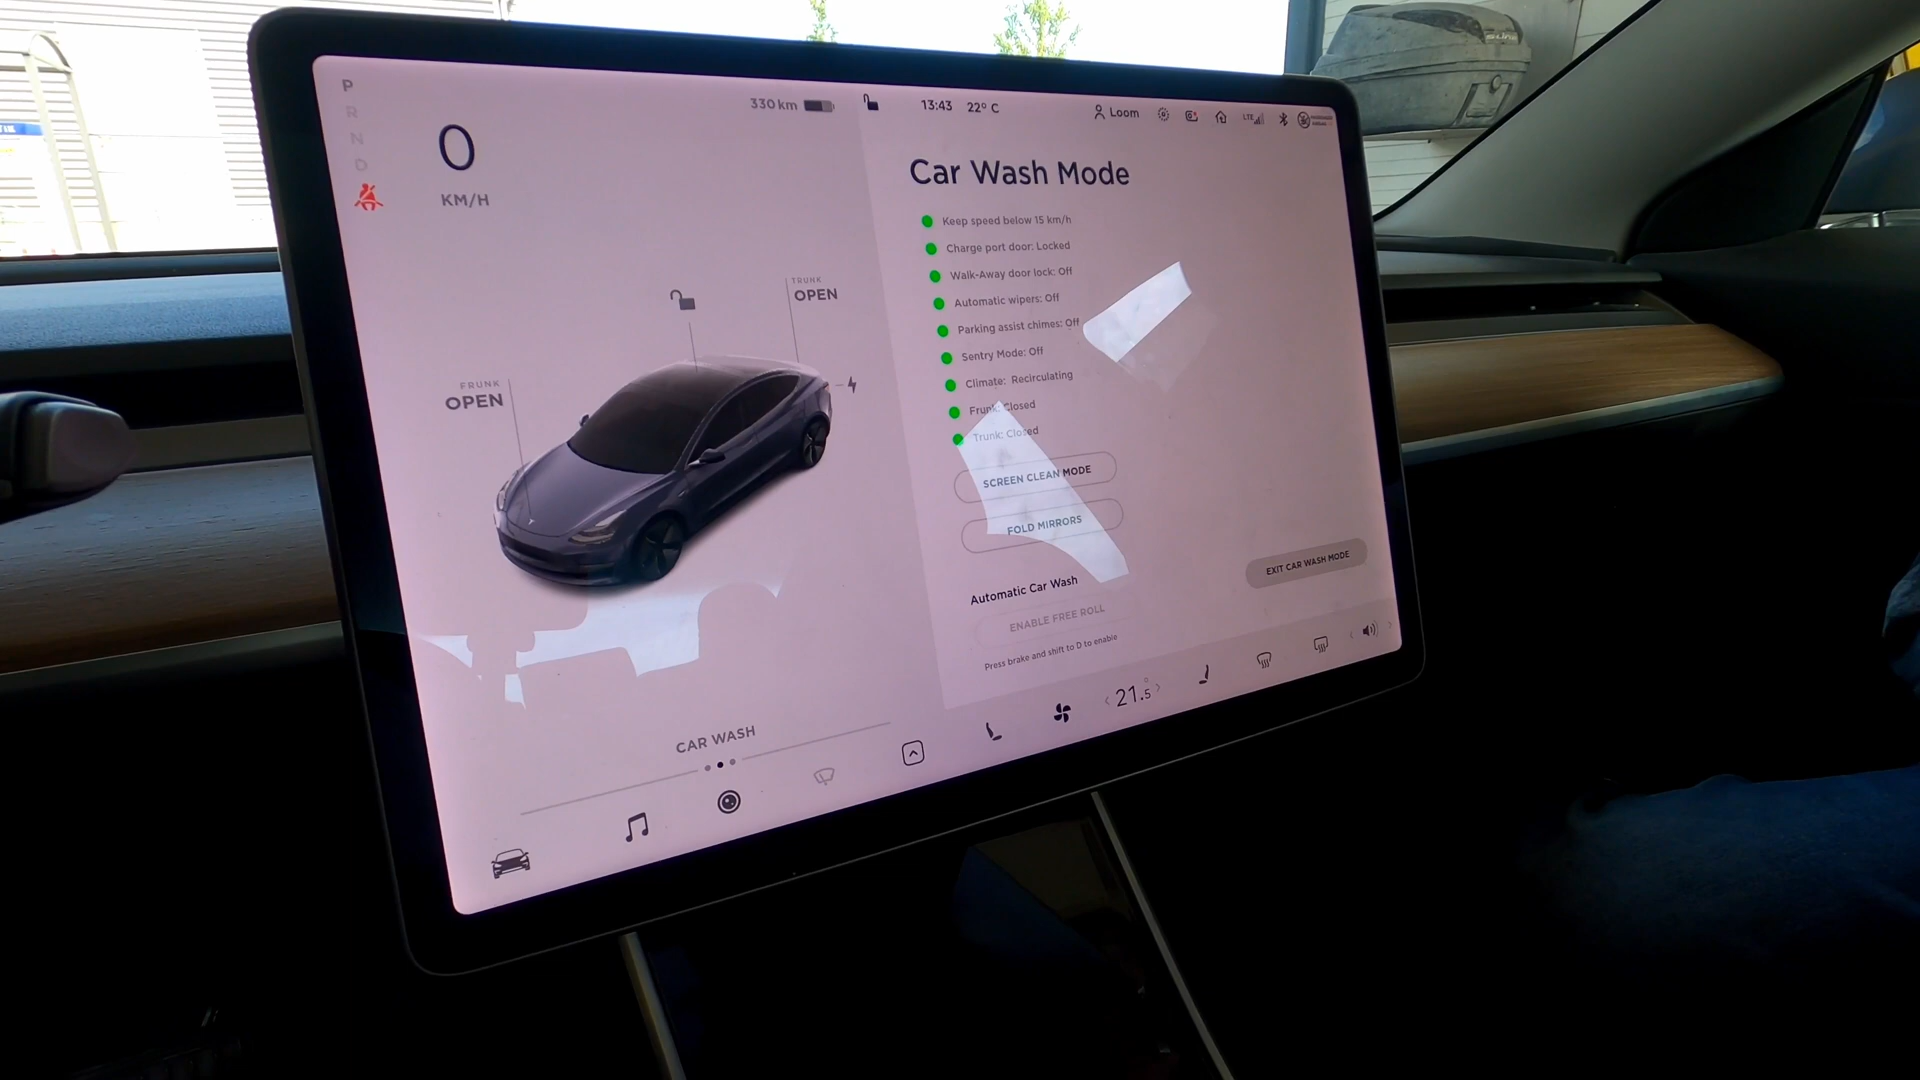 P
R
N
D
0
KM/H
330 km
13:43
22° C
Loom
LTE
FRUNK
OPEN
TRUNK
OPEN
CAR WASH
Car Wash Mode
Keep speed below 15 km/h
Charge port door: Locked
Walk-Away door lock: Off
Automatic wipers: Off
Parking assist chimes: Off
Sentry Mode: Off
Climate: Recirculating
Frunk: Closed
Trunk: Closed
SCREEN CLEAN MODE
FOLD MIRRORS
Automatic Car Wash
ENABLE FREE ROLL
Press brake and shift to D to enable
EXIT CAR WASH MODE
21.5